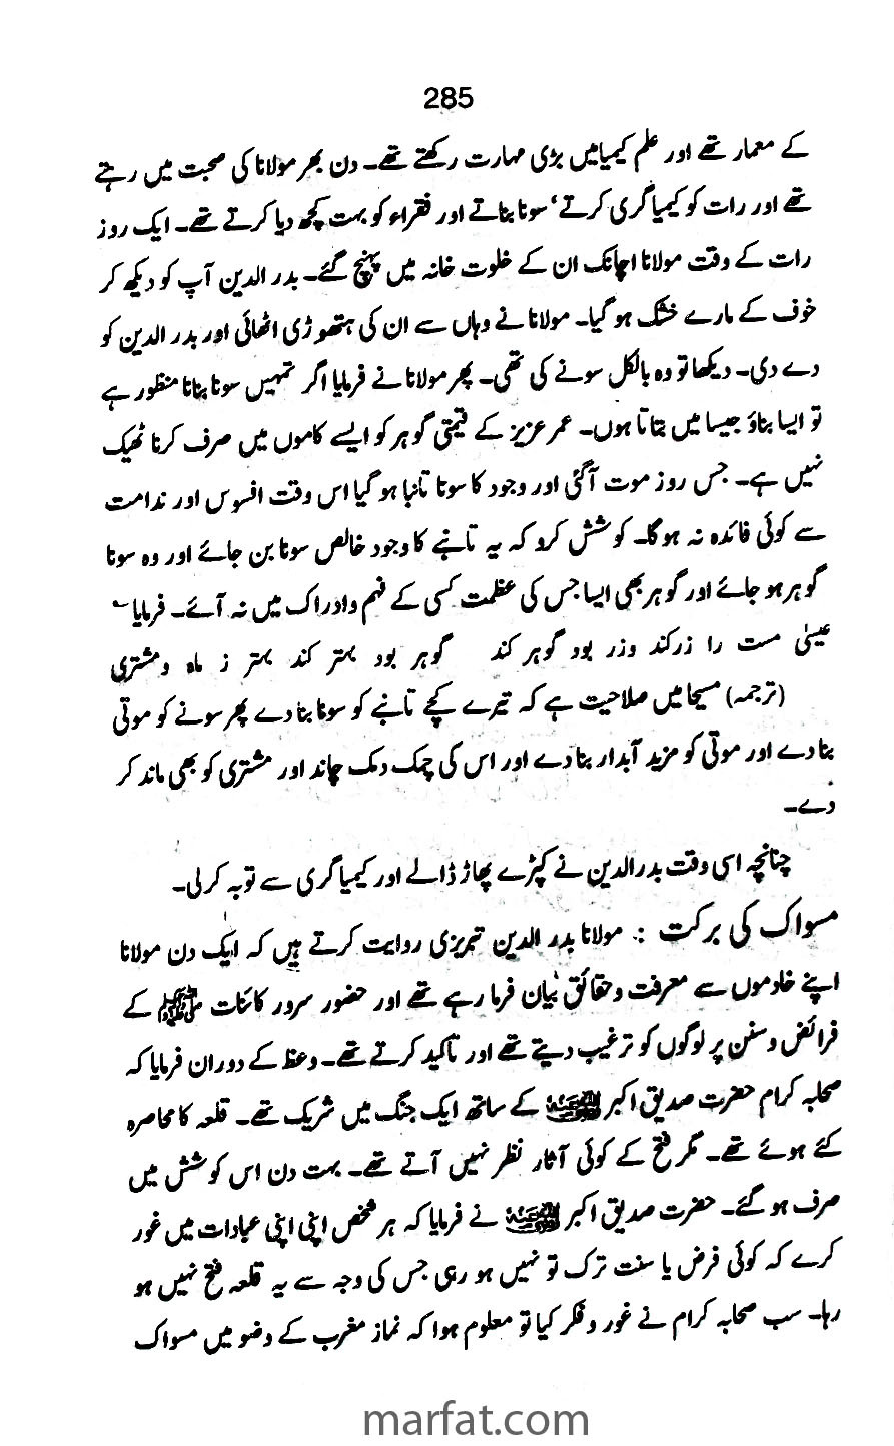 285
کے معمار تھے اور علم کیمیا میں بڑی مہارت رکھتے تھے۔ دن بھر مولانا کی صحبت میں رہتے
تھے اور رات کو کیمیا گری کرتے‘ سونا بناتے اور فقراء کو بہت کچھ دیا کرتے تھے۔ ایک روز
رات کے وقت مولانا اچانک ان کے خلوت خانہ میں پہنچ گئے۔ بدر الدین آپ کو دیکھ کر
خوف کے مارے خشک ہو گیا۔ مولانا نے وہاں سے ان کی ہتھوڑی اٹھائی اور بدر الدین کو
دے دی۔ دیکھا تو وہ بالکل سونے کی تھی۔ پھر مولانا نے فرمایا اگر تمہیں سونا بنانا منظور ہے
تو ایسا بناؤ جیسا میں بتاتا ہوں۔ عمر عزیز کے قیمتی گوہر کو ایسے کاموں میں صرف کرنا ٹھیک
نہیں ہے۔ جس روز موت آ گئی اور وجود کا سونا تانبا ہو گیا اس وقت افسوس اور ندامت
سے کوئی فائدہ نہ ہوگا۔ کوشش کرو کہ یہ تانبے کا وجود خالص سونا بن جائے اور وہ سونا
گوہر ہو جائے اور گوہر بھی ایسا جس کی عظمت کسی کے فہم و ادراک میں نہ آئے۔ فرمایا ؎
عیسیٰ مست را زر کند وزر بود گوہر کند گوہر بود بہتر کند بہتر ز ماہ و مشتری
(ترجمہ) مسیحا میں صلاحیت ہے کہ تیرے کچے تانبے کو سونا بنا دے پھر سونے کو موتی
بنا دے اور موتی کو مزید آبدار بنا دے اور اس کی چمک دمک چاند اور مشتری کو بھی ماند کر
دے۔
چنانچہ اسی وقت بدر الدین نے کپڑے پھاڑ ڈالے اور کیمیا گری سے توبہ کر لی۔
مسواک کی برکت :. مولانا بدر الدین تبریزی روایت کرتے ہیں کہ ایک دن مولانا
اپنے خادموں سے معرفت و حقائق بیان فرما رہے تھے اور حضور سرور کائنات ﷺ کے
فرائض و سنن پر لوگوں کو ترغیب دیتے تھے اور تاکید کرتے تھے۔ وعظ کے دوران فرمایا کہ
صحابہ کرام حضرت صدیق اکبر کے ساتھ ایک جنگ میں شریک تھے۔ قلعہ کا محاصرہ
کئے ہوئے تھے۔ مگر فتح کے کوئی آثار نظر نہیں آتے تھے۔ بہت دن اس کوشش میں
صرف ہو گئے۔ حضرت صدیق اکبر نے فرمایا کہ ہر شخص اپنی اپنی عبادات میں غور
کرے کہ کوئی فرض یا سنت ترک تو نہیں ہو رہی جس کی وجہ سے یہ قلعہ فتح نہیں ہو
رہا۔ سب صحابہ کرام نے غور و فکر کیا تو معلوم ہوا کہ نماز مغرب کے وضو میں مسواک
marfat.com